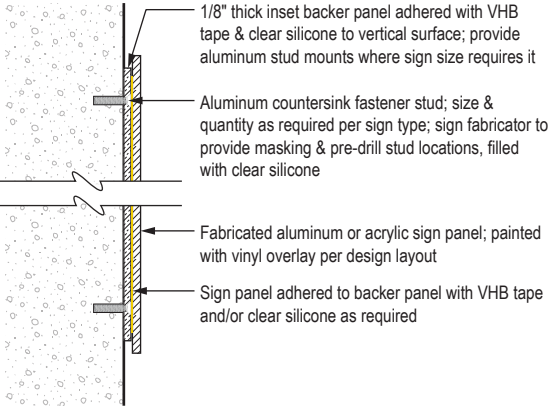 1/8" thick inset backer panel adhered with VHB
tape & clear silicone to vertical surface; provide
aluminum stud mounts where sign size requires it
Aluminum countersink fastener stud; size &
quantity as required per sign type; sign fabricator to
provide masking & pre-drill stud locations, filled
with clear silicone
Fabricated aluminum or acrylic sign panel; painted
with vinyl overlay per design layout
Sign panel adhered to backer panel with VHB tape
and/or clear silicone as required